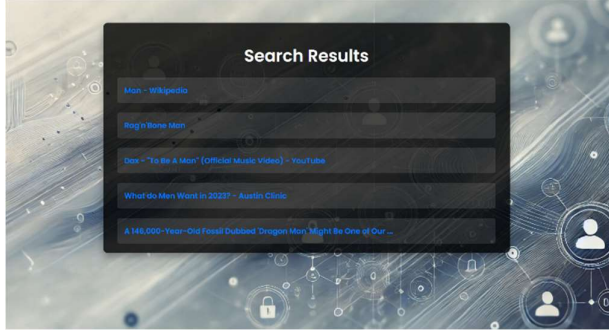 Search Results
Man - Wikipedia
Rag'n'Bone Man
Dax - "To Be A Man" (Official Music Video) - YouTube
What do Men Want in 2023? - Austin Clinic
A 146,000-Year-Old Fossil Dubbed 'Dragon Man' Might Be One of Our ...